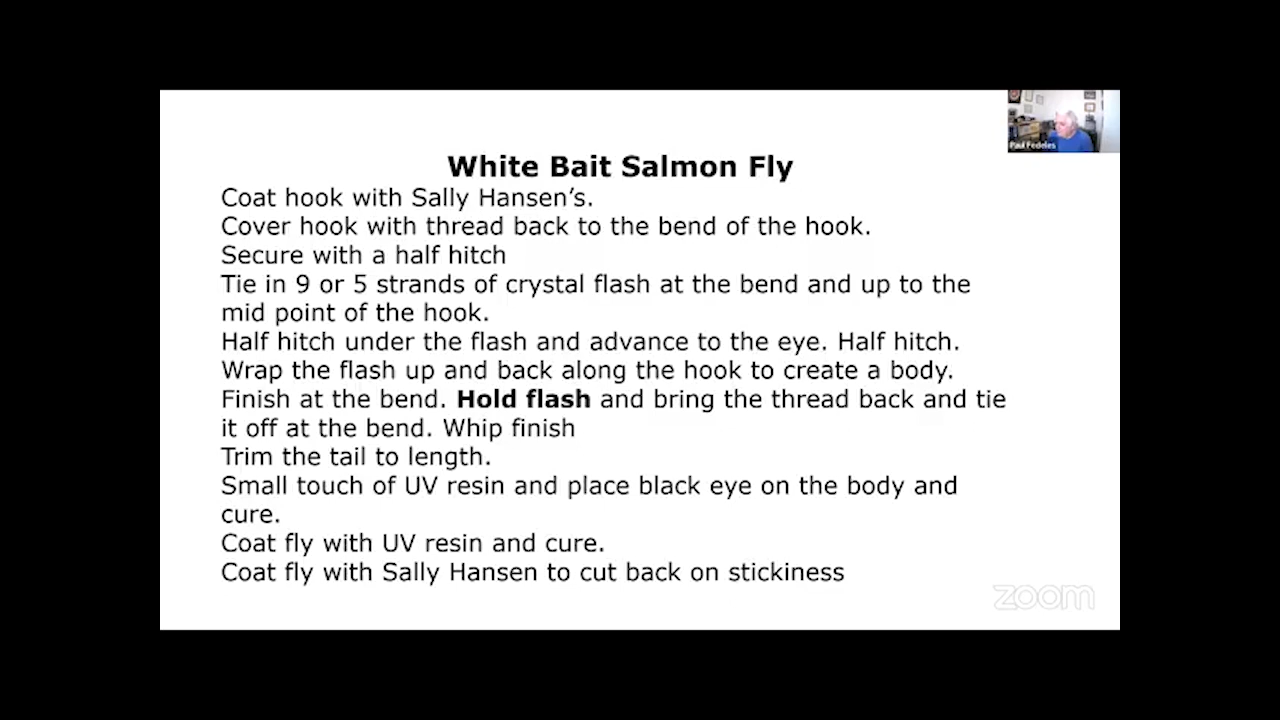 Paul Fedeles
White Bait Salmon Fly
Coat hook with Sally Hansen’s.
Cover hook with thread back to the bend of the hook.
Secure with a half hitch
Tie in 9 or 5 strands of crystal flash at the bend and up to the
mid point of the hook.
Half hitch under the flash and advance to the eye. Half hitch.
Wrap the flash up and back along the hook to create a body.
Finish at the bend. Hold flash and bring the thread back and tie
it off at the bend. Whip finish
Trim the tail to length.
Small touch of UV resin and place black eye on the body and
cure.
Coat fly with UV resin and cure.
Coat fly with Sally Hansen to cut back on stickiness
zoom